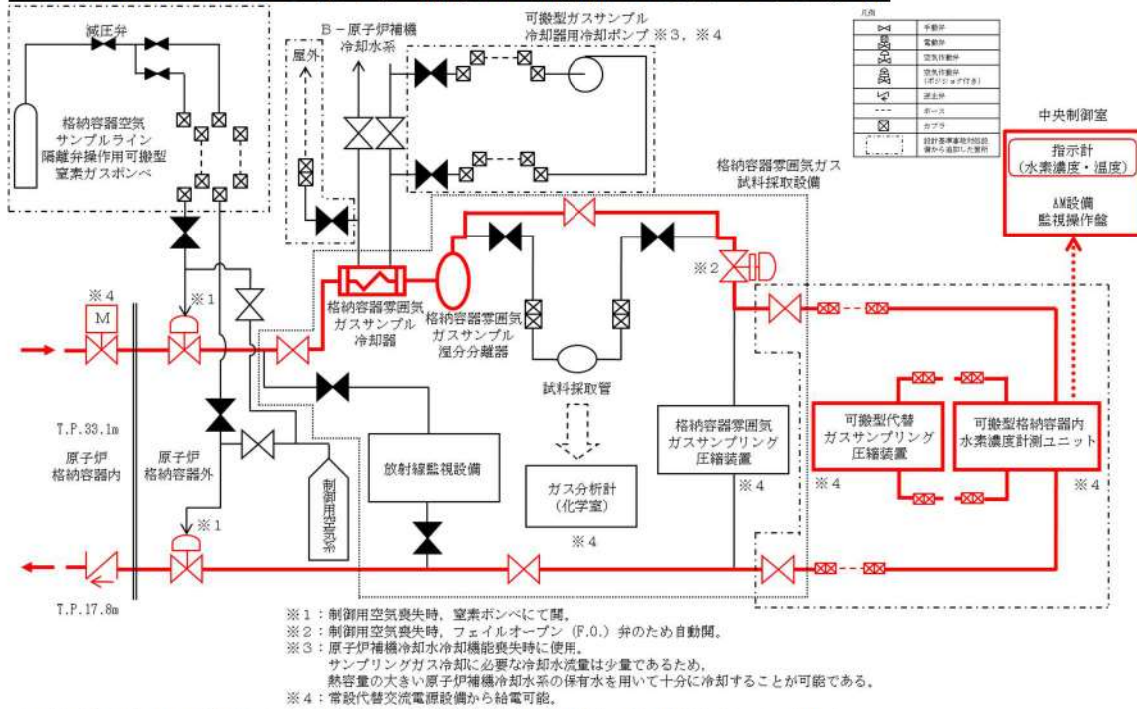 減圧弁
格納容器空気
サンプルライン
隔離弁操作用可搬型
窒素ガスボンベ
屋外
B-原子炉補機
冷却水系
可搬型ガスサンプル
冷却器用冷却ポンプ ※3, ※4
凡例
手動弁
電動弁
空気作動弁
空気作動弁
(ポジショナ付き)
逆止弁
ホース
カプラ
中央制御室
指示計
(水素濃度・温度)
AM設備
監視操作盤
格納容器雰囲気ガス
試料採取設備
※4
M
※1
※2
格納容器雰囲気
ガスサンプル
冷却器
格納容器雰囲気
ガスサンプル
湿分分離器
試料採取管
T.P.33.1m
原子炉
格納容器内
原子炉
格納容器外
制御用空気系
放射線監視設備
ガス分析計
(化学室)
※4
格納容器雰囲気
ガスサンプリング
圧縮装置
※4
可搬型代替
ガスサンプリング
圧縮装置
※4
可搬型格納容器内
水素濃度計測ユニット
※4
※1
T.P.17.8m
※1:制御用空気喪失時、窒素ボンベにて開。
※2:制御用空気喪失時、フェイルオープン(F.O.)弁のため自動開。
※3:原子炉補機冷却水冷却機能喪失時に使用。
サンプリングガス冷却に必要な冷却水流量は少量であるため、
熱容量の大きい原子炉補機冷却水系の保有水を用いて十分に冷却することが可能である。
※4:常設代替交流電源設備から給電可能。